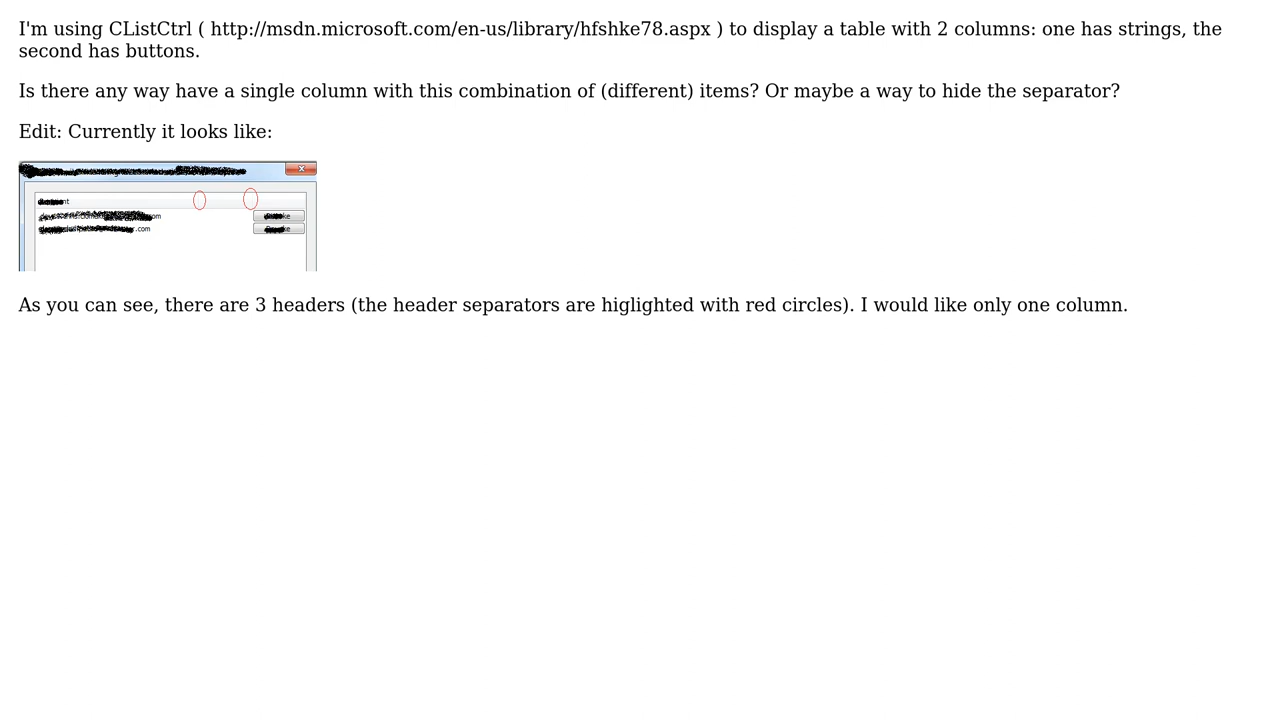 I'm using CListCtrl ( http://msdn.microsoft.com/en-us/library/hfshke78.aspx ) to display a table with 2 columns: one has strings, the
second has buttons.
Is there any way have a single column with this combination of (different) items? Or maybe a way to hide the separator?
Edit: Currently it looks like:
As you can see, there are 3 headers (the header separators are higlighted with red circles). I would like only one column.